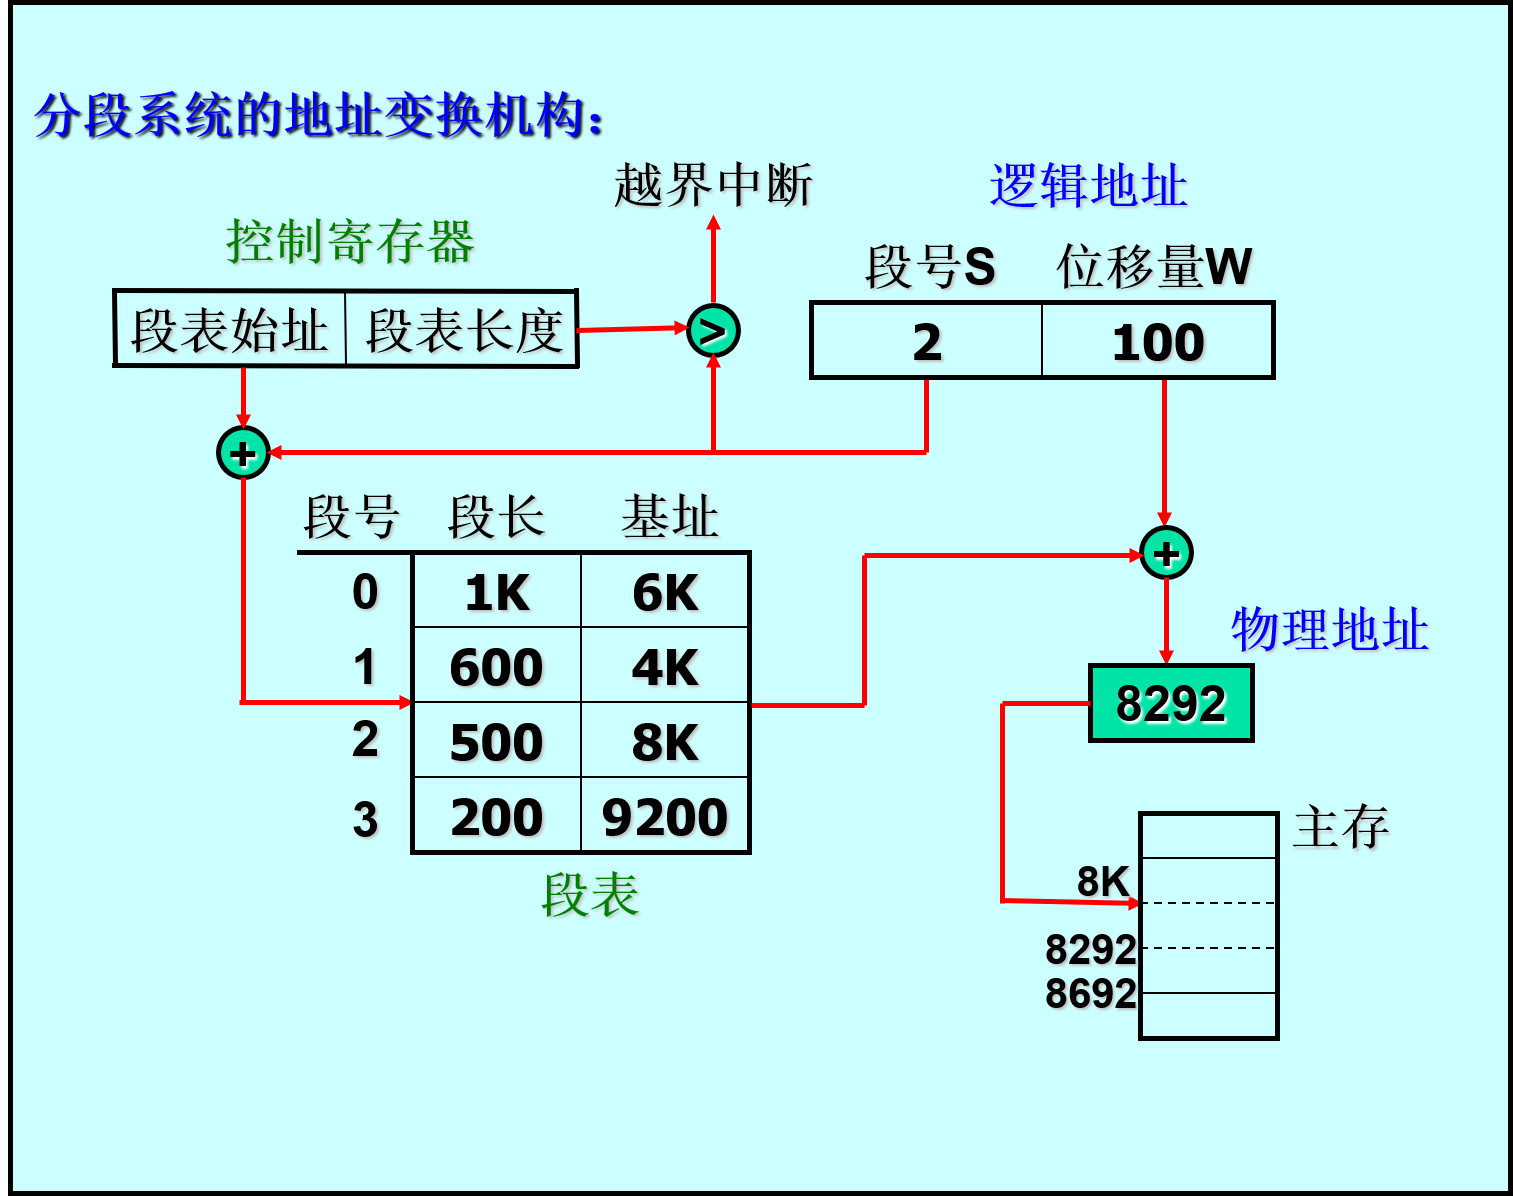 分段系统的地址变换机构：
越界中断
逻辑地址
控制寄存器
段号S 位移量W
段表始址 段表长度
>
2 100
+
段号 段长 基址
0 1K 6K
1 600 4K
2 500 8K
3 200 9200
段表
+
物理地址
8292
主存
8K
8292
8692